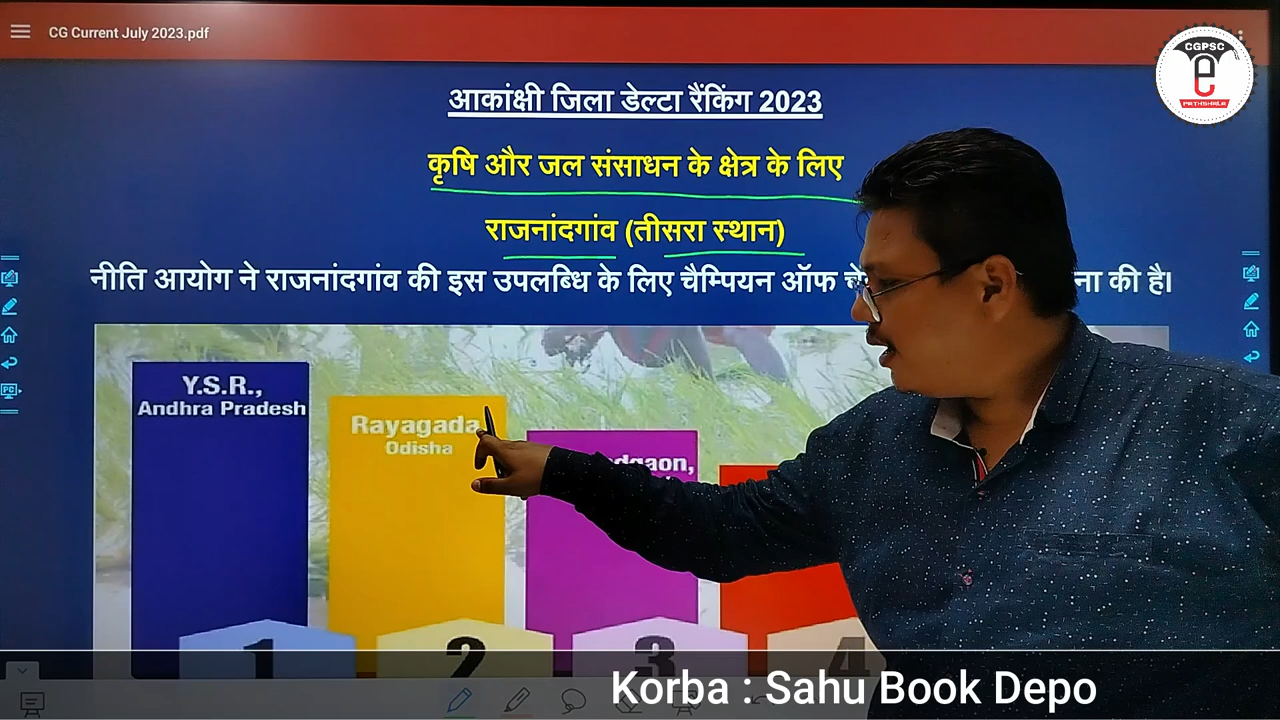 CG Current July 2023.pdf
CGPSC
e
PATHSHALA
आकांक्षी जिला डेल्टा रैंकिंग 2023
कृषि और जल संसाधन के क्षेत्र के लिए
राजनांदगांव (तीसरा स्थान)
नीति आयोग ने राजनांदगांव की इस उपलब्धि के लिए चैम्पियन ऑफ की है।
Y.S.R.,
Andhra Pradesh
Rayagada
Odisha
1
2
3
4
Korba : Sahu Book Depo